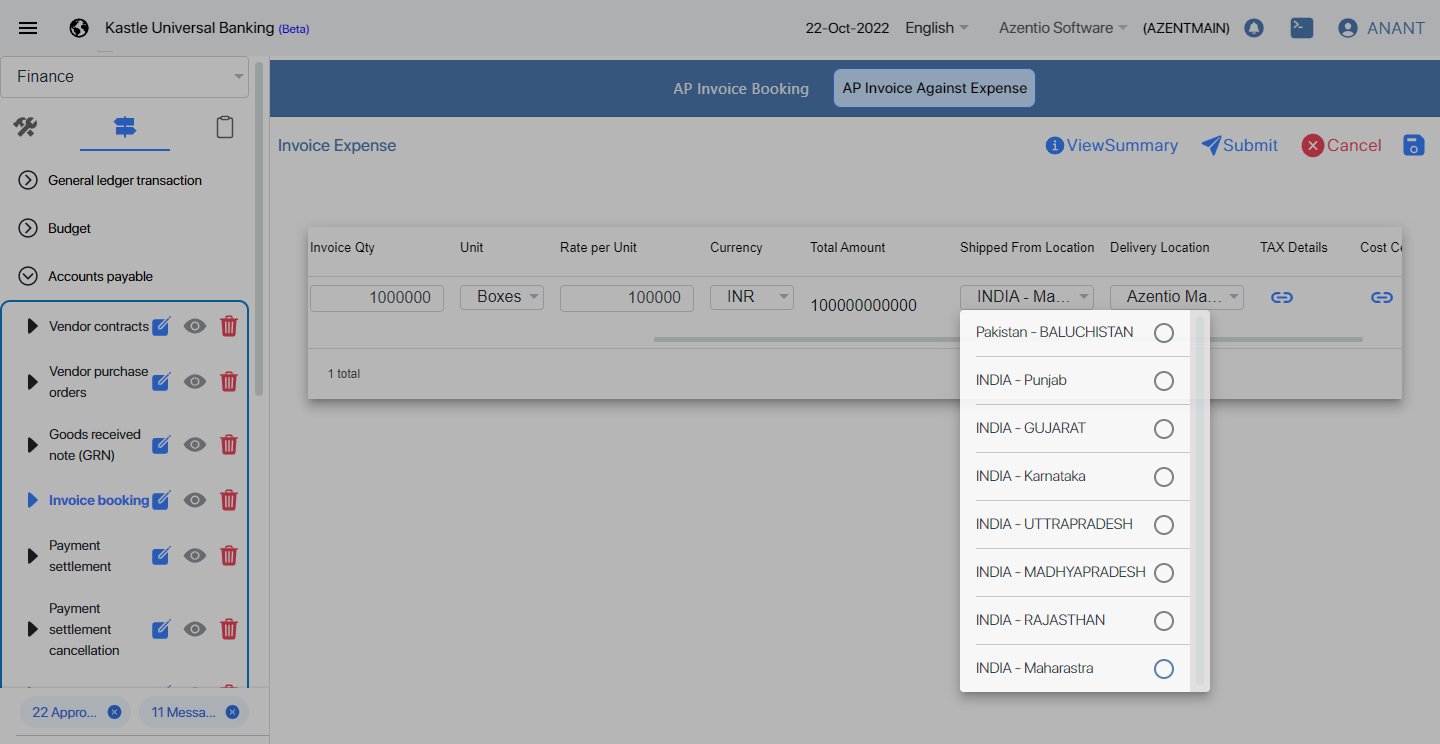 Kastle Universal Banking (Beta)
22-Oct-2022 English Azentio Software (AZENTMAIN) ANANT
Finance
AP Invoice Booking AP Invoice Against Expense
Invoice Expense
ViewSummary Submit Cancel
General ledger transaction
Budget
Accounts payable
Vendor contracts
Vendor purchase
orders
Goods received
note (GRN)
Invoice booking
Payment
settlement
Payment
settlement
cancellation
22 Appro...
11 Messa...
Invoice Qty Unit Rate per Unit Currency Total Amount Shipped From Location Delivery Location TAX Details Cost Ce
1000000 Boxes 100000 INR 100000000000 INDIA - Ma... Azentio Ma...
1 total
Pakistan - BALUCHISTAN
INDIA - Punjab
INDIA - GUJARAT
INDIA - Karnataka
INDIA - UTTRAPRADESH
INDIA - MADHYAPRADESH
INDIA - RAJASTHAN
INDIA - Maharastra